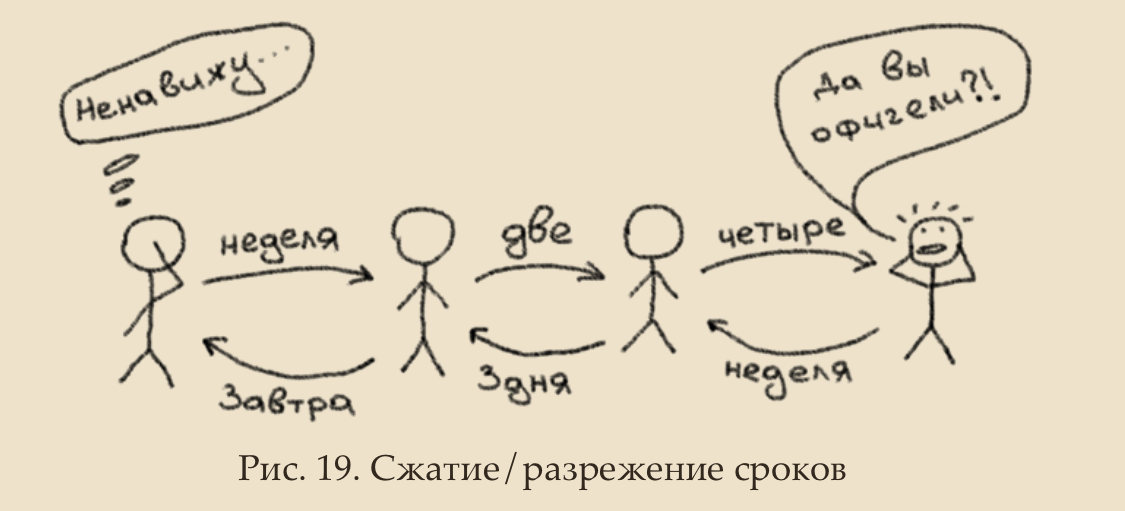 Ненавижу...
Да вы
офигели?!
неделя
две
четыре
Завтра
3 дня
неделя
Рис. 19. Сжатие/разрежение сроков